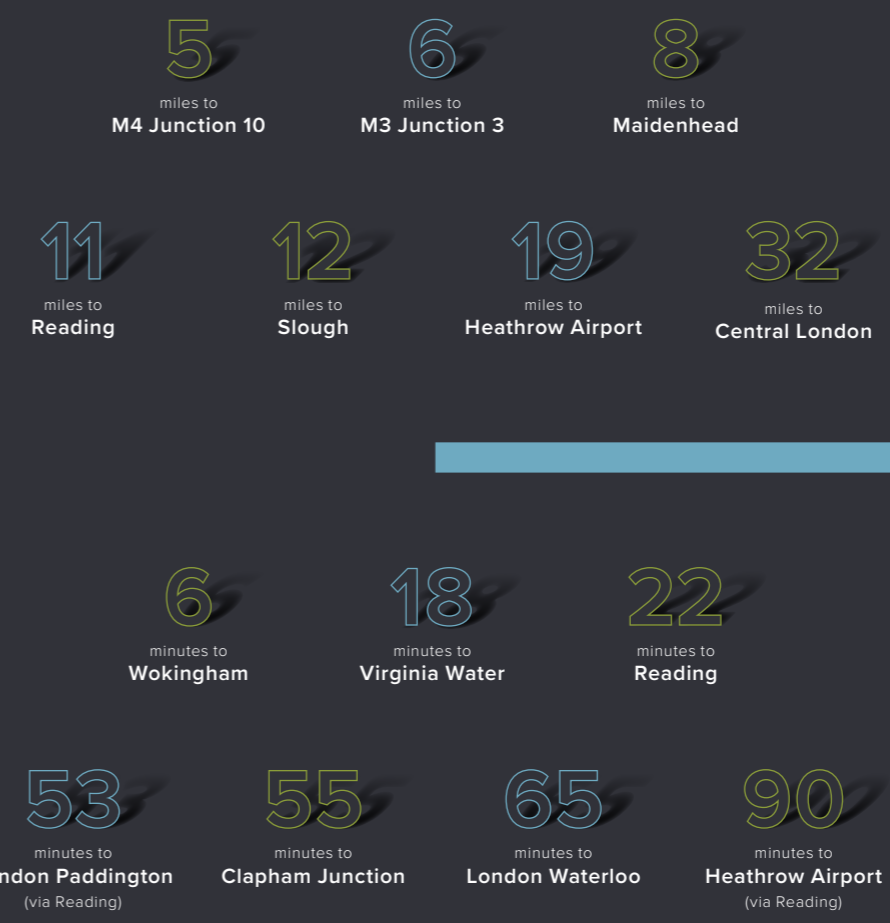 5 6 8
miles to miles to miles to
M4 Junction 10 M3 Junction 3 Maidenhead
11 12 19 32
miles to miles to miles to miles to
Reading Slough Heathrow Airport Central London
6 18 22
minutes to minutes to minutes to
Wokingham Virginia Water Reading
53 55 65 90
minutes to minutes to minutes to minutes to
ndon Paddington Clapham Junction London Waterloo Heathrow Airport
(via Reading) (via Reading)